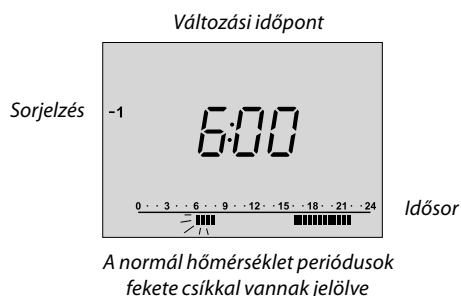 Változási időpont
Sorjelzés
-1
6:00
0 · · 3 · · 6 · · 9 · · 12 · · 15 · · 18 · · 21 · · 24
Idősor
A normál hőmérséklet periódusok
fekete csíkkal vannak jelölve